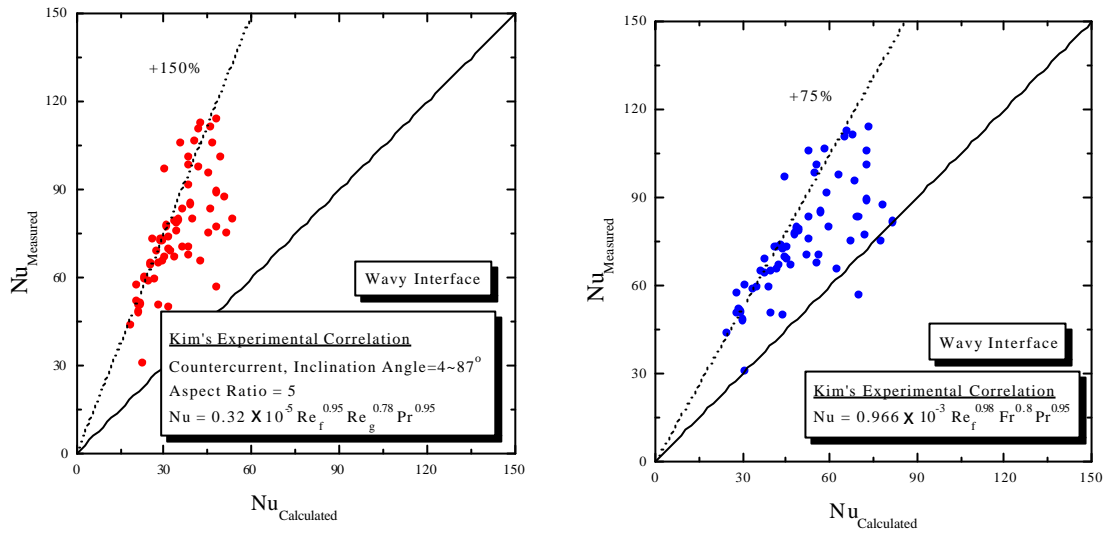 150
120
90
60
30
0
0
30
60
90
120
150
Nu_Measured
Nu_Calculated
+150%
Wavy Interface
Kim's Experimental Correlation
Countercurrent, Inclination Angle=4~87°
Aspect Ratio = 5
Nu = 0.32 X 10^-5 Re_f^0.95 Re_g^0.78 Pr^0.95
150
120
90
60
30
0
0
30
60
90
120
150
Nu_Measured
Nu_Calculated
+75%
Wavy Interface
Kim's Experimental Correlation
Nu = 0.966 X 10^-3 Re_f^0.98 Fr^0.8 Pr^0.95